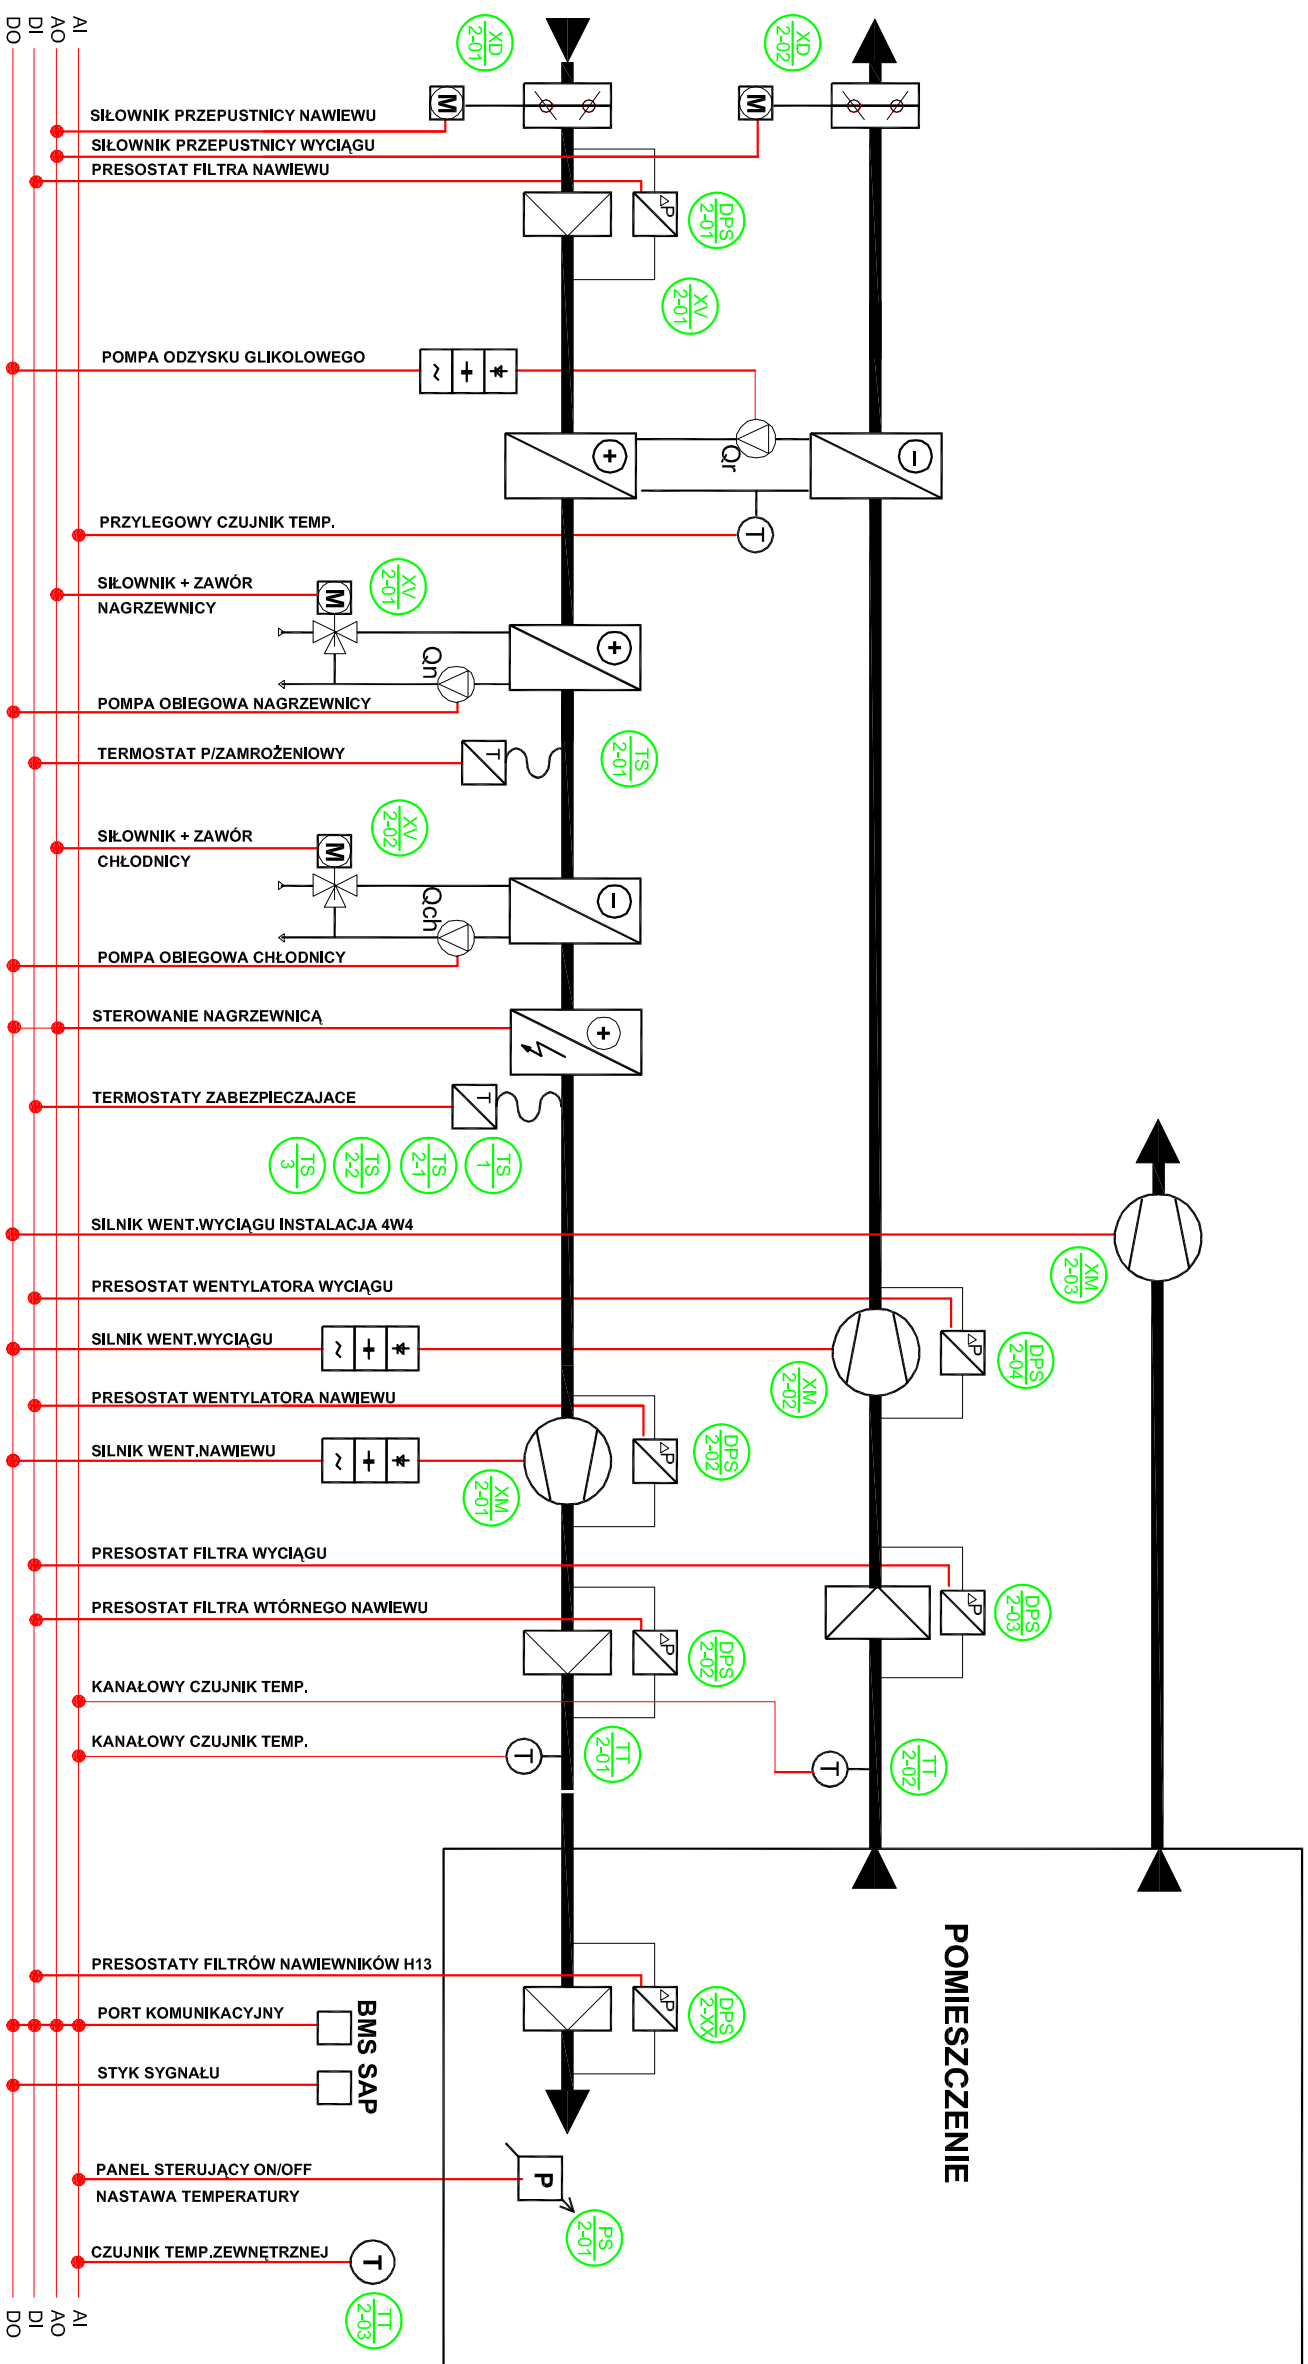 AI
AO
DI
DO
XD
2-01
XD
2-02
M
M
SIŁOWNIK PRZEPUSTNICY NAWIEWU
SIŁOWNIK PRZEPUSTNICY WYCIĄGU
PRESOSTAT FILTRA NAWIEWU
△P
DPS
2-01
XV
2-01
POMPA ODZYSKU GLIKOLOWEGO
~
+
-
Qr
PRZYLEGOWY CZUJNIK TEMP.
T
SIŁOWNIK + ZAWÓR
NAGRZEWNICY
M
XV
2-01
+
Qn
POMPA OBIEGOWA NAGRZEWNICY
TERMOSTAT P/ZAMROŻENIOWY
T
TS
2-01
SIŁOWNIK + ZAWÓR
CHŁODNICY
M
XV
2-02
-
Qch
POMPA OBIEGOWA CHŁODNICY
STEROWANIE NAGRZEWNICĄ
+
TERMOSTATY ZABEZPIECZAJACE
T
TS
3
TS
2-2
TS
2-1
TS
1
SILNIK WENT.WYCIĄGU INSTALACJA 4W4
XM
2-03
PRESOSTAT WENTYLATORA WYCIĄGU
△P
DPS
2-04
SILNIK WENT.WYCIĄGU
~
XM
2-02
PRESOSTAT WENTYLATORA NAWIEWU
△P
DPS
2-02
SILNIK WENT.NAWIEWU
~
XM
2-01
PRESOSTAT FILTRA WYCIĄGU
△P
DPS
2-03
PRESOSTAT FILTRA WTÓRNEGO NAWIEWU
△P
DPS
2-02
KANAŁOWY CZUJNIK TEMP.
KANAŁOWY CZUJNIK TEMP.
T
TT
2-01
T
TT
2-02
POMIESZCZENIE
PRESOSTATY FILTRÓW NAWIEWNIKÓW H13
△P
DPS
2-XX
PORT KOMUNIKACYJNY
BMS SAP
STYK SYGNAŁU
PANEL STERUJĄCY ON/OFF
NASTAWA TEMPERATURY
P
PS
2-01
CZUJNIK TEMP.ZEWNĘTRZNEJ
T
TT
2-03
AI
AO
DI
DO